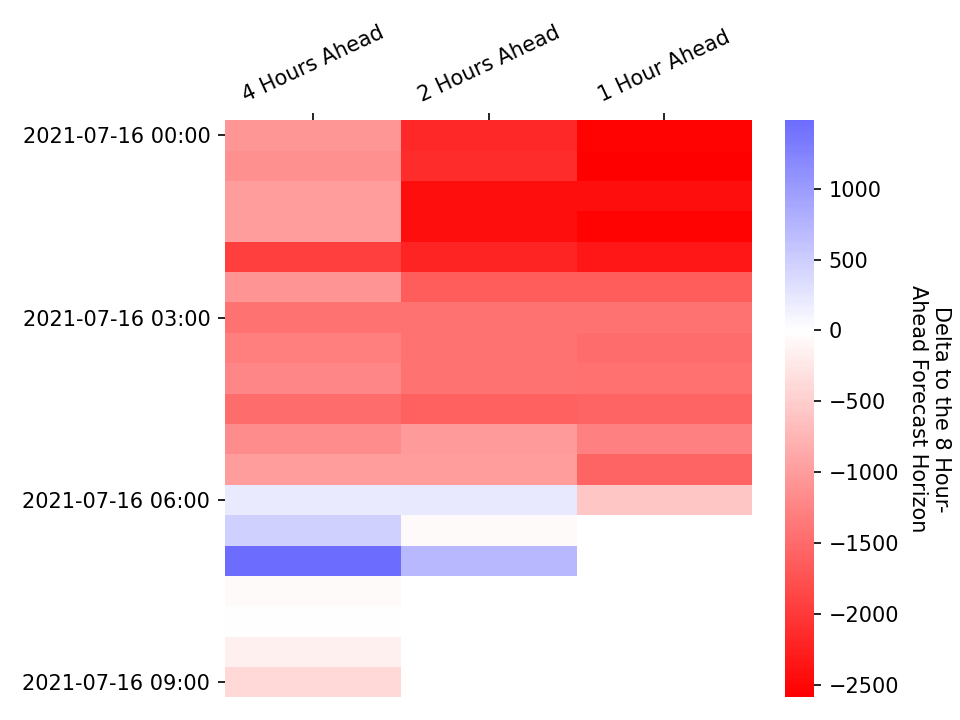 4 Hours Ahead
2 Hours Ahead
1 Hour Ahead
2021-07-16 00:00
2021-07-16 03:00
2021-07-16 06:00
2021-07-16 09:00
1000
500
0
−500
−1000
−1500
−2000
−2500
Delta to the 8 Hour-
Ahead Forecast Horizon